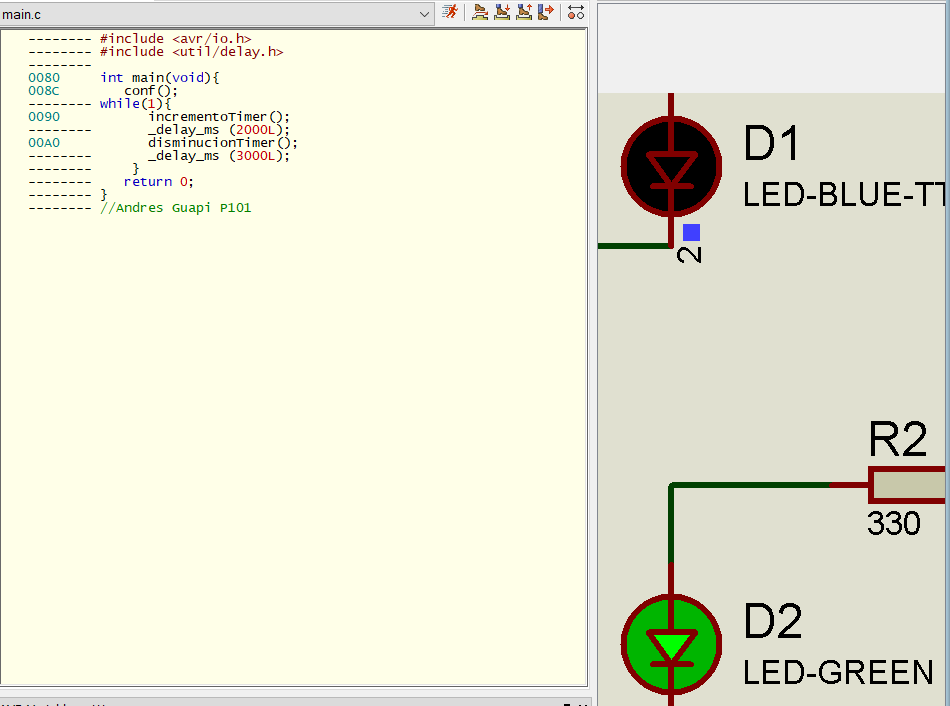 main.c
-------- #include <avr/io.h>
-------- #include <util/delay.h>
--------
0080 int main(void){
008C conf();
-------- while(1){
0090 incrementoTimer();
-------- _delay_ms (2000L);
00A0 disminucionTimer();
-------- _delay_ms (3000L);
-------- }
-------- return 0;
-------- }
-------- //Andres Guapi P101
D1
LED-BLUE-TT
2
R2
330
D2
LED-GREEN